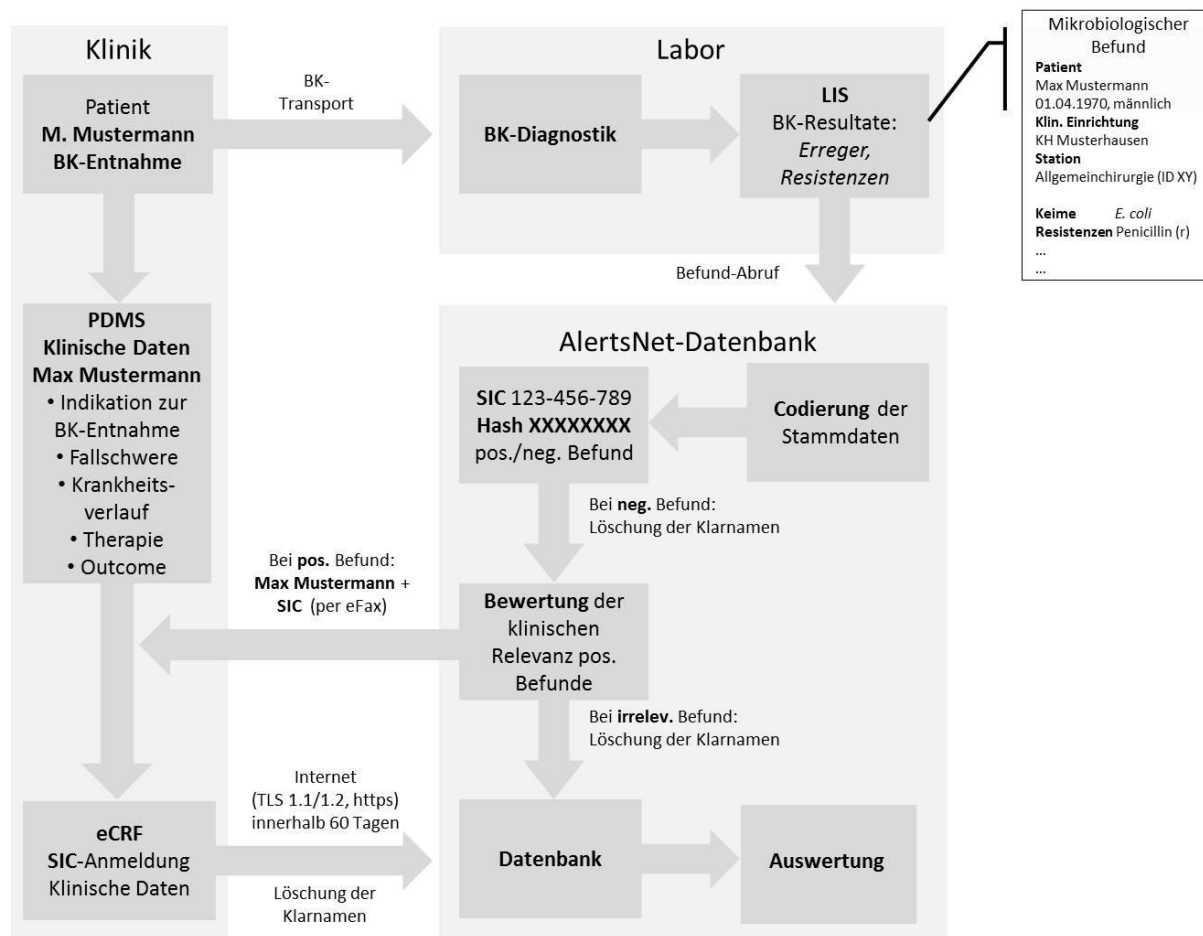 Klinik
Patient
M. Mustermann
BK-Entnahme
BK-
Transport
Labor
BK-Diagnostik
LIS
BK-Resultate:
Erreger,
Resistenzen
Mikrobiologischer
Befund
Patient
Max Mustermann
01.04.1970, männlich
Klin. Einrichtung
KH Musterhausen
Station
Allgemeinchirurgie (ID XY)
Keime E. coli
Resistenzen Penicillin (r)
...
...
Befund-Abruf
PDMS
Klinische Daten
Max Mustermann
• Indikation zur
BK-Entnahme
• Fallschwere
• Krankheits-
verlauf
• Therapie
• Outcome
AlertsNet-Datenbank
SIC 123-456-789
Hash XXXXXXXX
pos./neg. Befund
Codierung der
Stammdaten
Bei neg. Befund:
Löschung der Klarnamen
Bei pos. Befund:
Max Mustermann +
SIC (per eFax)
Bewertung der
klinischen
Relevanz pos.
Befunde
Bei irrelev. Befund:
Löschung der Klarnamen
eCRF
SIC-Anmeldung
Klinische Daten
Internet
(TLS 1.1/1.2, https)
innerhalb 60 Tagen
Löschung der
Klarnamen
Datenbank
Auswertung